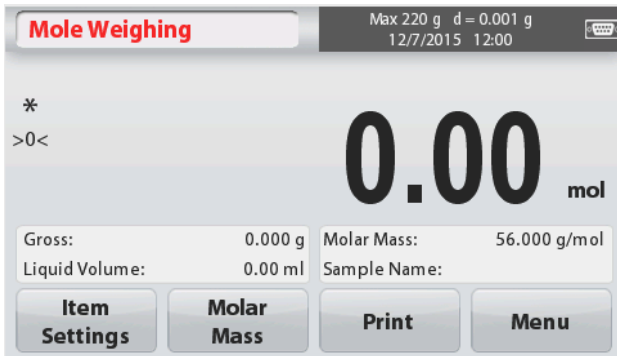 Mole Weighing
Max 220 g d = 0.001 g
12/7/2015 12:00
*
>0<
0.00 mol
Gross: 0.000 g
Liquid Volume: 0.00 ml
Molar Mass: 56.000 g/mol
Sample Name:
Item
Settings
Molar
Mass
Print
Menu